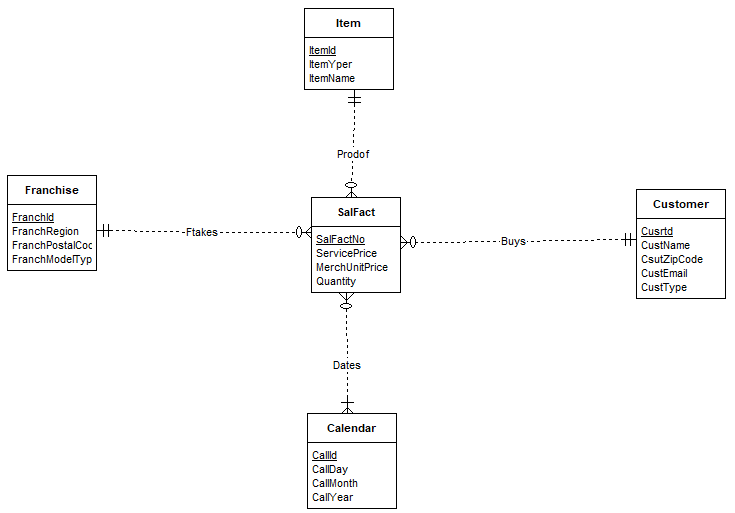 Item
ItemId
ItemYper
ItemName
Prodof
Franchise
FranchId
FranchRegion
FranchPostalCoc
FranchModelTyp
Ftakes
SalFact
SalFactNo
ServicePrice
MerchUnitPrice
Quantity
Buys
Customer
Cusrtd
CustName
CsutZipCode
CustEmail
CustType
Dates
Calendar
CallId
CallDay
CallMonth
CallYear